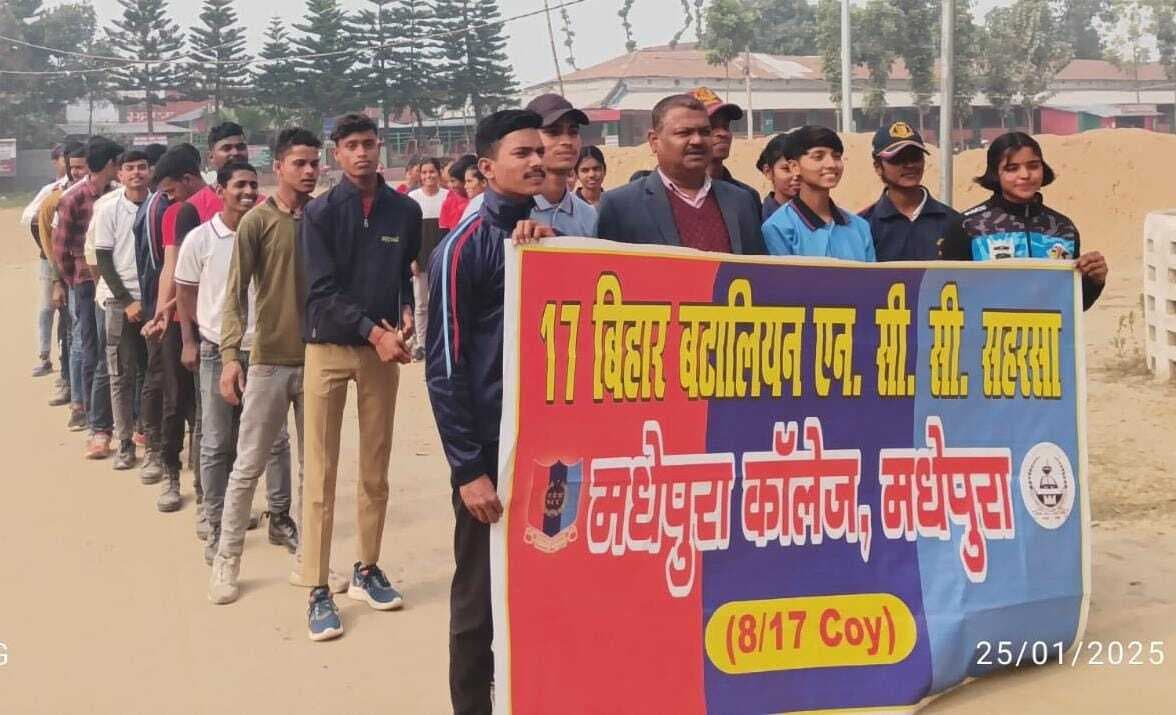 17 बिहार बटालियन एन. सी. सी. सहरसा
मधेपुरा कॉलेज, मधेपुरा
(8/17 Coy)
25/01/2025
G